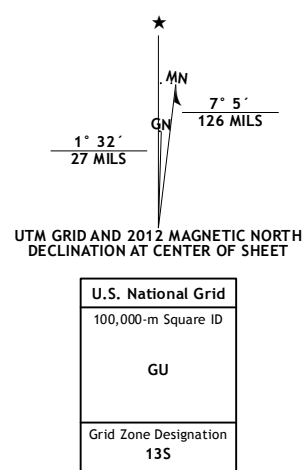 ★
MN
7° 5´
126 MILS
GN
1° 32´
27 MILS
UTM GRID AND 2012 MAGNETIC NORTH
DECLINATION AT CENTER OF SHEET
U.S. National Grid
100,000-m Square ID
GU
Grid Zone Designation
13S